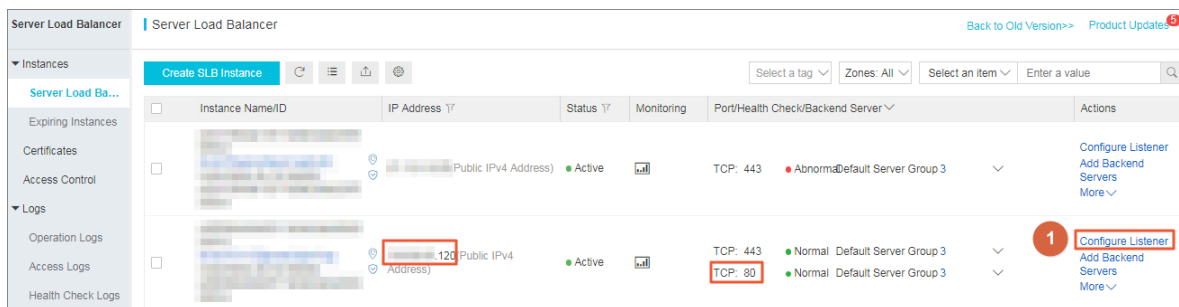 Server Load Balancer
Server Load Balancer
Back to Old Version>> Product Updates 5
Instances
Create SLB Instance
Select a tag Zones: All Select an item Enter a value
Server Load Ba...
Instance Name/ID IP Address Status Monitoring Port/Health Check/Backend Server Actions
Expiring Instances
Certificates
Access Control
Logs
Operation Logs
Access Logs
Health Check Logs
(Public IPv4 Address) Active TCP: 443 Abnormal Default Server Group 3
Configure Listener
Add Backend
Servers
More
.120 (Public IPv4
Address)
Active
TCP: 443 Normal Default Server Group 3
TCP: 80 Normal Default Server Group 3
1 Configure Listener
Add Backend
Servers
More